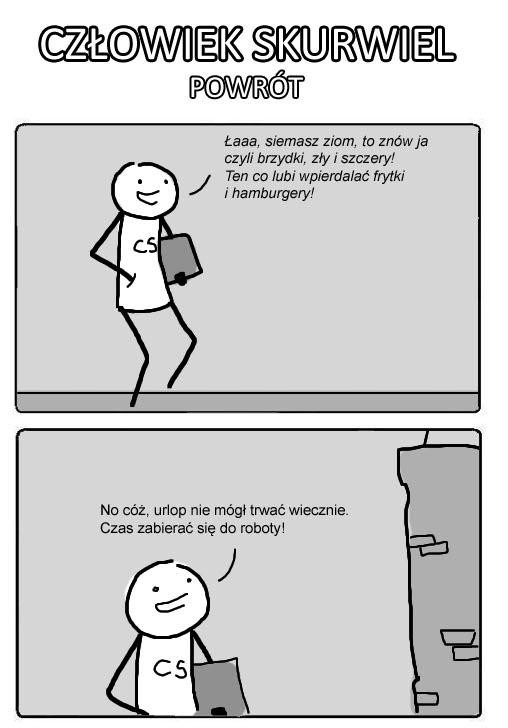 CZŁOWIEK SKURWIEL
POWRÓT
Łaaa, siemasz ziom, to znów ja
czyli brzydki, zły i szczery!
Ten co lubi wpierdalać frytki
i hamburgery!
CS
No cóż, urlop nie mógł trwać wiecznie.
Czas zabierać się do roboty!
CS